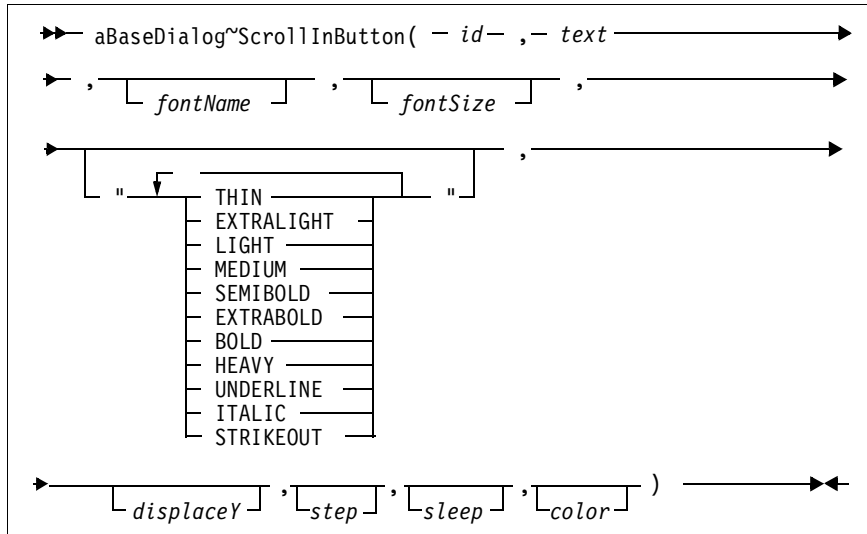 aBaseDialog~ScrollInButton( id , text
, fontName , fontSize ,
,
" THIN "
EXTRALIGHT
LIGHT
MEDIUM
SEMIBOLD
EXTRABOLD
BOLD
HEAVY
UNDERLINE
ITALIC
STRIKEOUT
displaceY , step , sleep , color )